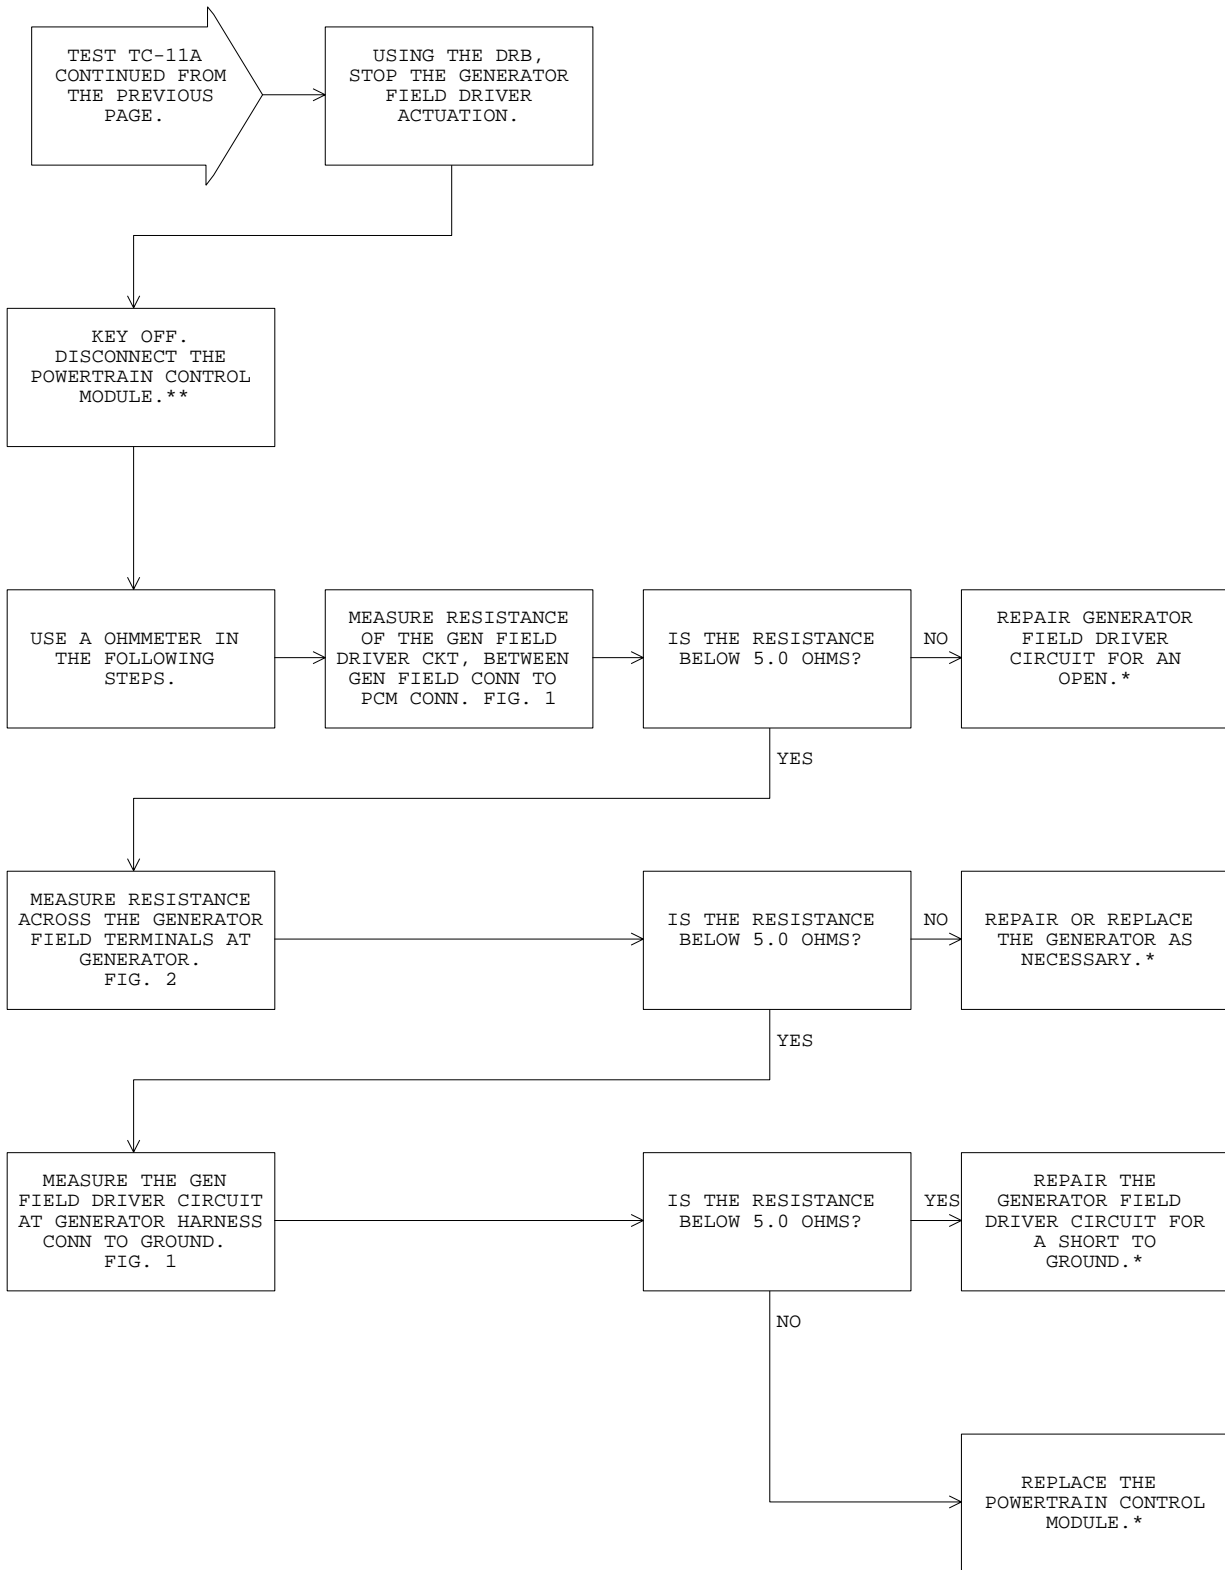 TEST TC-11A
CONTINUED FROM
THE PREVIOUS
PAGE.
USING THE DRB,
STOP THE GENERATOR
FIELD DRIVER
ACTUATION.
KEY OFF.
DISCONNECT THE
POWERTRAIN CONTROL
MODULE.**
USE A OHMMETER IN
THE FOLLOWING
STEPS.
MEASURE RESISTANCE
OF THE GEN FIELD
DRIVER CKT, BETWEEN
GEN FIELD CONN TO
PCM CONN. FIG. 1
IS THE RESISTANCE
BELOW 5.0 OHMS?
NO
REPAIR GENERATOR
FIELD DRIVER
CIRCUIT FOR AN
OPEN.*
YES
MEASURE RESISTANCE
ACROSS THE GENERATOR
FIELD TERMINALS AT
GENERATOR.
FIG. 2
IS THE RESISTANCE
BELOW 5.0 OHMS?
NO
REPAIR OR REPLACE
THE GENERATOR AS
NECESSARY.*
YES
MEASURE THE GEN
FIELD DRIVER CIRCUIT
AT GENERATOR HARNESS
CONN TO GROUND.
FIG. 1
IS THE RESISTANCE
BELOW 5.0 OHMS?
YES
REPAIR THE
GENERATOR FIELD
DRIVER CIRCUIT FOR
A SHORT TO
GROUND.*
NO
REPLACE THE
POWERTRAIN CONTROL
MODULE.*